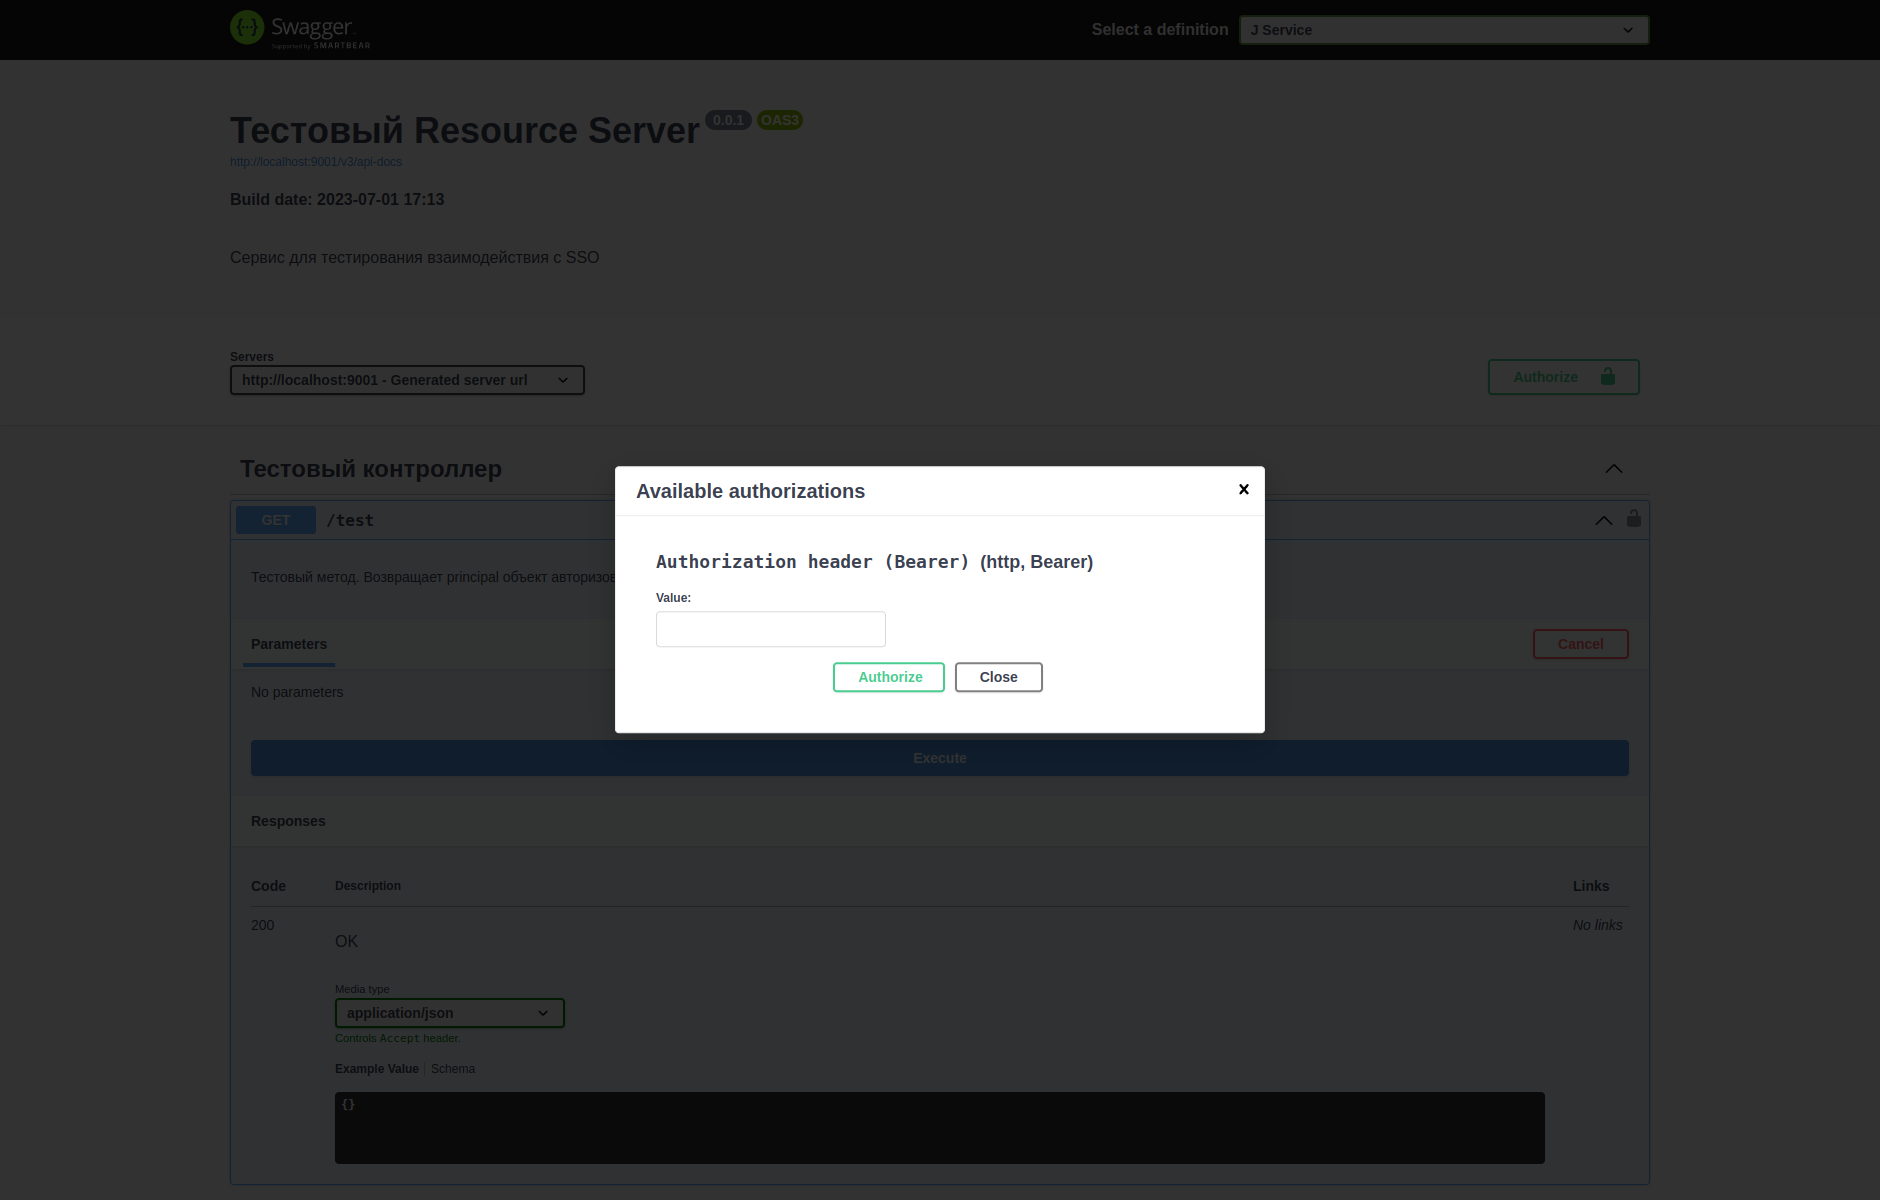 Swagger.
Supported by SMARTBEAR
Select a definition
J Service
Тестовый Resource Server 0.0.1 OAS3
http://localhost:9001/v3/api-docs
Build date: 2023-07-01 17:13
Сервис для тестирования взаимодействия с SSO
Servers
http://localhost:9001 - Generated server url
Authorize
Тестовый контроллер
GET /test
Тестовый метод. Возвращает principal объект
Available authorizations
Authorization header (Bearer) (http, Bearer)
Value:
Authorize Close
Parameters
Cancel
No parameters
Execute
Responses
Code Description Links
200 OK No links
Media type
application/json
Controls Accept header.
Example Value Schema
{}